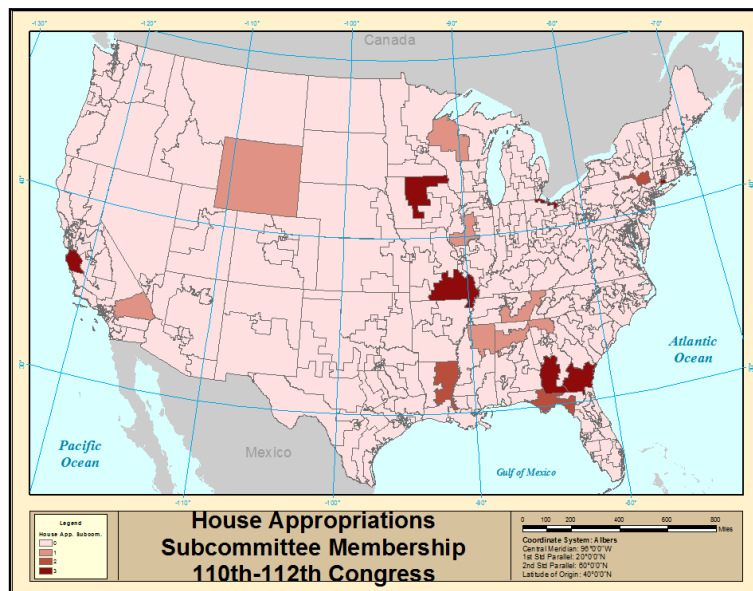 -130°
-120°
-110°
-100°
-90°
-80°
-70°
Canada
40°
40°
30°
30°
Atlantic
Ocean
Pacific
Ocean
Mexico
Gulf of Mexico
-110°
-100°
-90°
-80°
Legend
House App. Subcom.
0
1
2
3
House Appropriations
Subcommittee Membership
110th-112th Congress
0 100 200 400 600 800
Miles
Coordinate System: Albers
Central Meridian: 96°0'0"W
1st Std Parallel: 20°0'0"N
2nd Std Parallel: 60°0'0"N
Latitude of Origin: 40°0'0"N